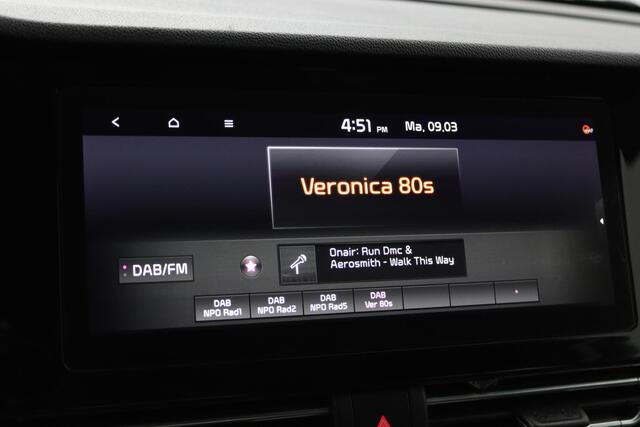 4:51 PM Ma, 09.03
Veronica 80s
DAB/FM
Onair: Run Dmc &
Aerosmith - Walk This Way
DAB DAB DAB DAB
NPO Rad1 NPO Rad2 NPO Rad5 Ver 80s